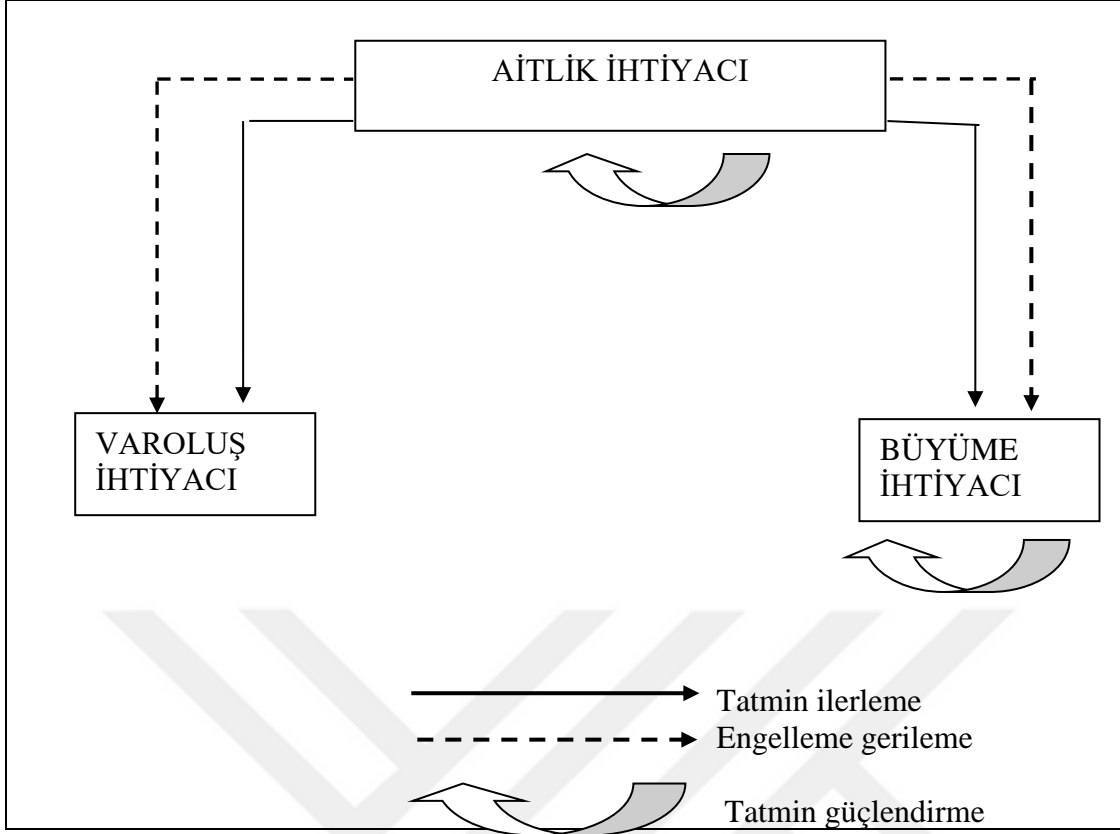 AİTLİK İHTİYACI
VAROLUŞ
İHTİYACI
BÜYÜME
İHTİYACI
Tatmin ilerleme
Engelleme gerileme
Tatmin güçlendirme